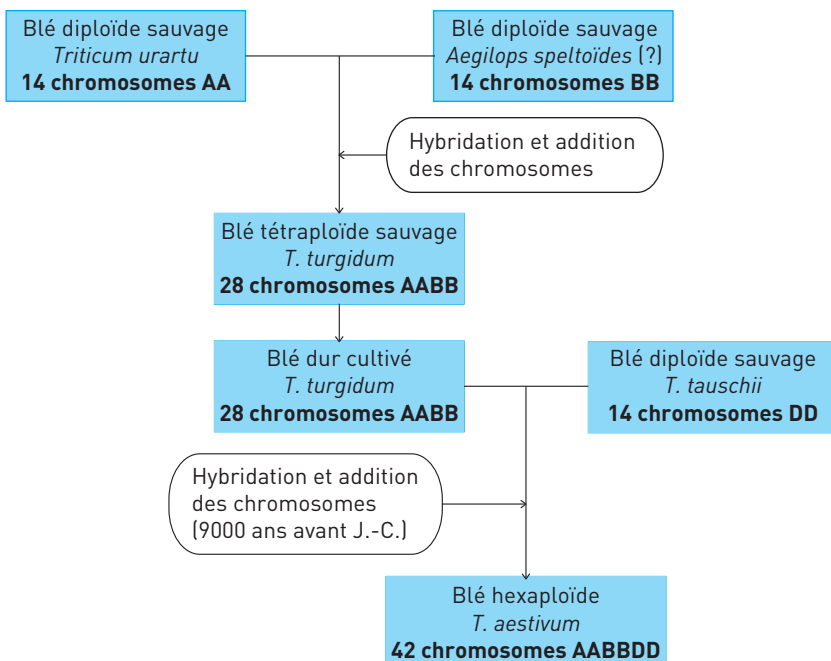 Blé diploïde sauvage
Triticum urartu
14 chromosomes AA
Blé diploïde sauvage
Aegilops speltoïdes (?)
14 chromosomes BB
Hybridation et addition
des chromosomes
Blé tétraploïde sauvage
T. turgidum
28 chromosomes AABB
Blé dur cultivé
T. turgidum
28 chromosomes AABB
Blé diploïde sauvage
T. tauschii
14 chromosomes DD
Hybridation et addition
des chromosomes
(9000 ans avant J.-C.)
Blé hexaploïde
T. aestivum
42 chromosomes AABBDD